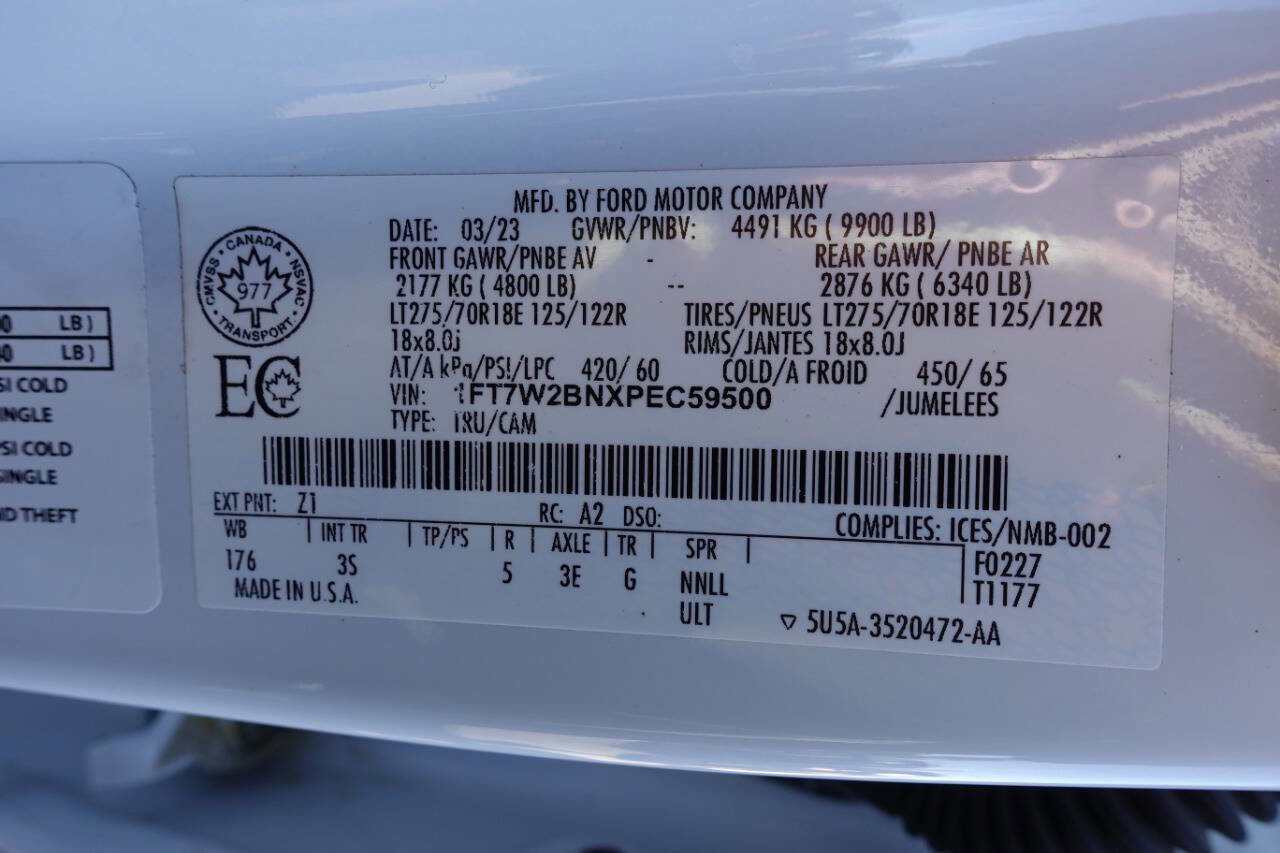 MFD. BY FORD MOTOR COMPANY
DATE: 03/23 GVWR/PNBV: 4491 KG ( 9900 LB)
FRONT GAWR/PNBE AV - REAR GAWR/ PNBE AR
2177 KG ( 4800 LB) -- 2876 KG ( 6340 LB)
LT275/70R18E 125/122R TIRES/PNEUS LT275/70R18E 125/122R
18x8.0J RIMS/JANTES 18x8.0J
AT/A kPa/PSI/LPC 420/ 60 COLD/A FROID 450/ 65
VIN: 1FT7W2BNXPEC59500 /JUMELEES
TYPE: TRU/CAM
CANADA
CMVSS NSVAC
977
TRANSPORT
EC
EXT PNT: Z1 RC: A2 DSO: COMPLIES: ICES/NMB-002
WB | INT TR | TP/PS | R | AXLE | TR | SPR | F0227
176 3S 5 3E G NNLL T1177
MADE IN U.S.A. ULT 5U5A-3520472-AA
0 LB)
0 LB)
SI COLD
INGLE
SI COLD
INGLE
D THEFT